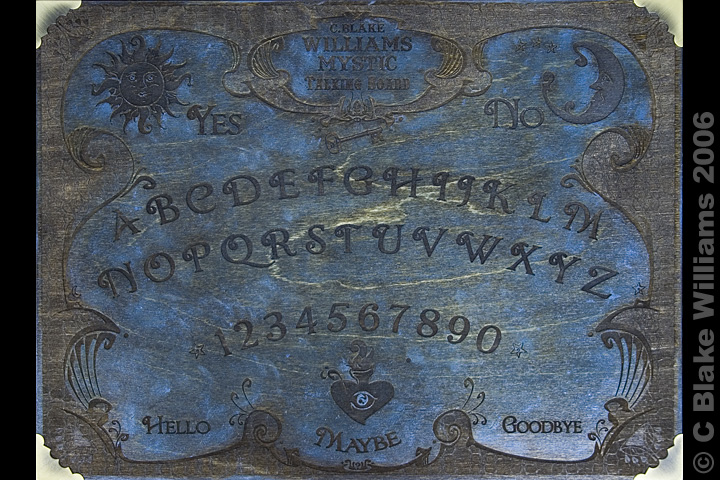 C. BLAKE
WILLIAMS
MYSTIC
TALKING BOARD
YES
NO
ABCDEFGHIJKLM
NOPQRSTUVWXYZ
1234567890
HELLO
MAYBE
GOODBYE
© C Blake Williams 2006